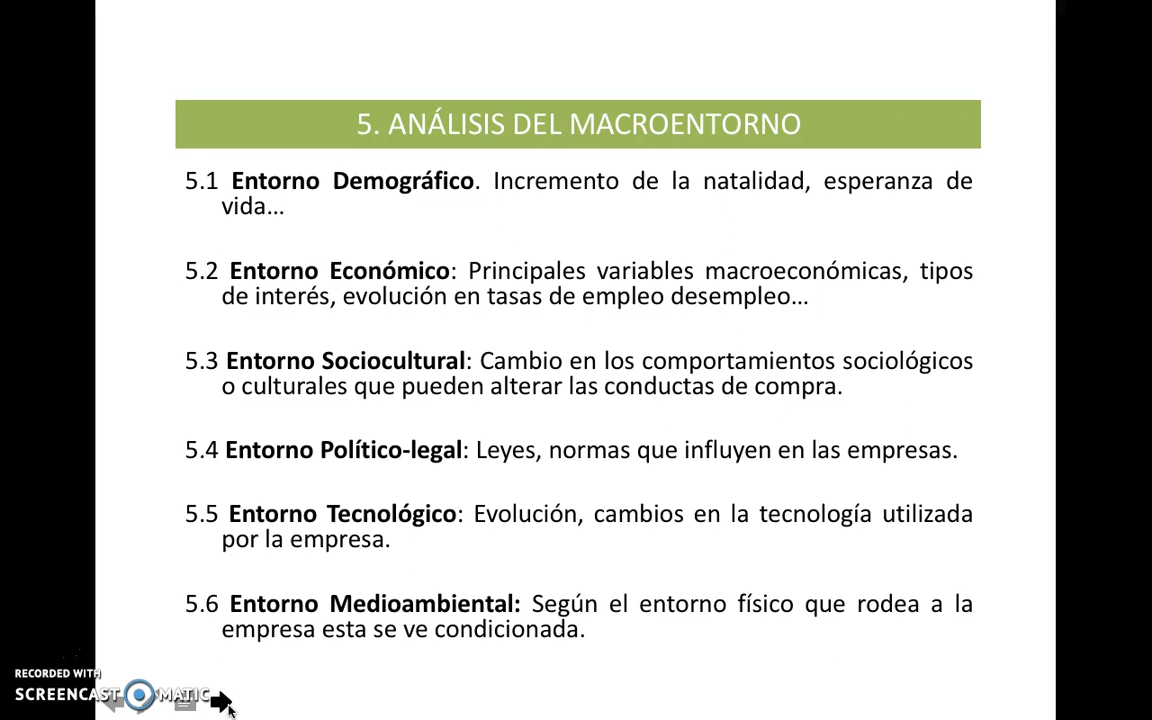 5. ANÁLISIS DEL MACROENTORNO
5.1 Entorno Demográfico. Incremento de la natalidad, esperanza de
vida...
5.2 Entorno Económico: Principales variables macroeconómicas, tipos
de interés, evolución en tasas de empleo desempleo...
5.3 Entorno Sociocultural: Cambio en los comportamientos sociológicos
o culturales que pueden alterar las conductas de compra.
5.4 Entorno Político-legal: Leyes, normas que influyen en las empresas.
5.5 Entorno Tecnológico: Evolución, cambios en la tecnología utilizada
por la empresa.
5.6 Entorno Medioambiental: Según el entorno físico que rodea a la
empresa esta se ve condicionada.
RECORDED WITH
SCREENCAST MATIC